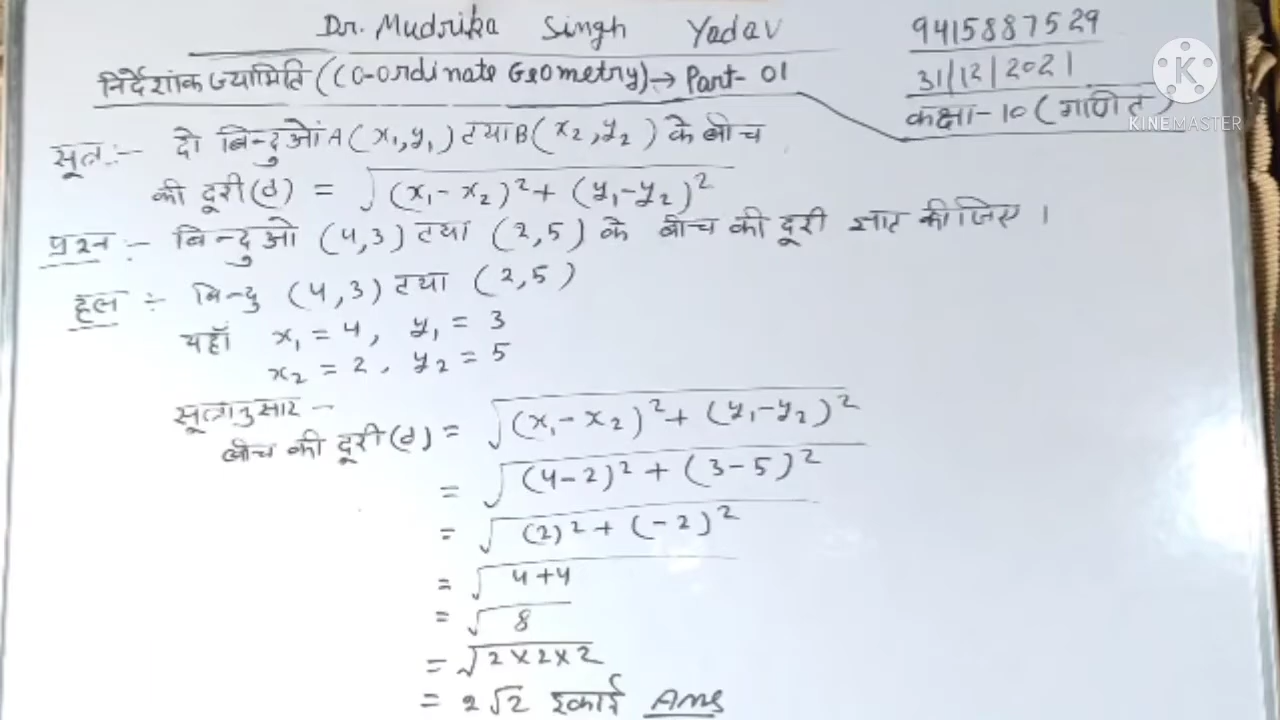 Dr. Mudrika Singh Yadav
9415887529
निर्देशांक ज्यामिति (Co-ordinate Geometry) → Part-01
31/12/2021
कक्षा-10 (गणित)
K
KINEMASTER
सूत्र:- दो बिन्दुओं A(x₁,y₁) तथा B(x₂,y₂) के बीच
की दूरी(d) = √(x₁-x₂)²+(y₁-y₂)²
प्रश्न:- बिन्दुओ (4,3) तथा (2,5) के बीच की दूरी ज्ञात कीजिए ।
हल :- बिन्दु (4,3) तथा (2,5)
यहाँ x₁ = 4, y₁ = 3
x₂ = 2, y₂ = 5
सूत्रानुसार -
बीच की दूरी(d) = √(x₁-x₂)²+(y₁-y₂)²
= √(4-2)²+(3-5)²
= √(2)²+(-2)²
= √4+4
= √8
= √2×2×2
= 2√2 इकाई Ans